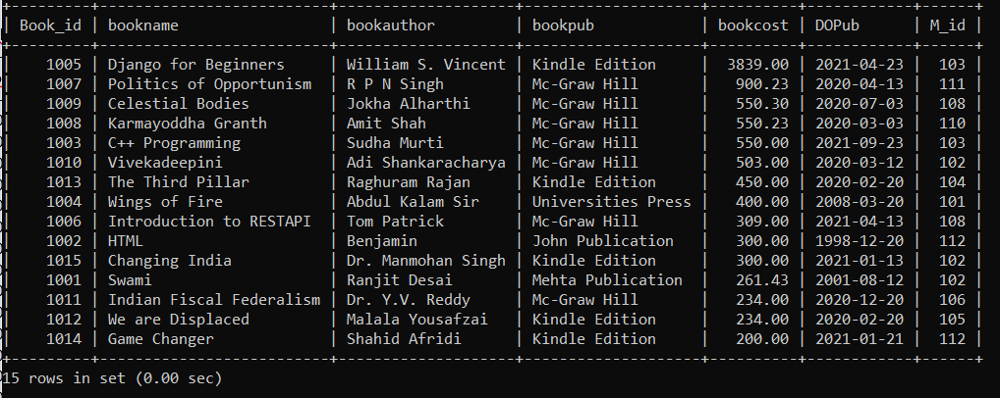 +---------+--------------------------+--------------------+--------------------+----------+------------+------+
| Book_id | bookname                 | bookauthor         | bookpub            | bookcost | DOPub      | M_id |
+---------+--------------------------+--------------------+--------------------+----------+------------+------+
|    1005 | Django for Beginners     | William S. Vincent | Kindle Edition     |  3839.00 | 2021-04-23 |  103 |
|    1007 | Politics of Opportunism  | R P N Singh        | Mc-Graw Hill       |   900.23 | 2020-04-13 |  111 |
|    1009 | Celestial Bodies         | Jokha Alharthi     | Mc-Graw Hill       |   550.30 | 2020-07-03 |  108 |
|    1008 | Karmayoddha Granth       | Amit Shah          | Mc-Graw Hill       |   550.23 | 2020-03-03 |  110 |
|    1003 | C++ Programming          | Sudha Murti        | Mc-Graw Hill       |   550.00 | 2021-09-23 |  103 |
|    1010 | Vivekadeepini            | Adi Shankaracharya | Mc-Graw Hill       |   503.00 | 2020-03-12 |  102 |
|    1013 | The Third Pillar         | Raghuram Rajan     | Kindle Edition     |   450.00 | 2020-02-20 |  104 |
|    1004 | Wings of Fire            | Abdul Kalam Sir    | Universities Press |   400.00 | 2008-03-20 |  101 |
|    1006 | Introduction to RESTAPI  | Tom Patrick        | Mc-Graw Hill       |   309.00 | 2021-04-13 |  108 |
|    1002 | HTML                     | Benjamin           | John Publication   |   300.00 | 1998-12-20 |  112 |
|    1015 | Changing India           | Dr. Manmohan Singh | Kindle Edition     |   300.00 | 2021-01-13 |  102 |
|    1001 | Swami                    | Ranjit Desai       | Mehta Publication  |   261.43 | 2001-08-12 |  102 |
|    1011 | Indian Fiscal Federalism | Dr. Y.V. Reddy     | Mc-Graw Hill       |   234.00 | 2020-12-20 |  106 |
|    1012 | We are Displaced         | Malala Yousafzai   | Kindle Edition     |   234.00 | 2020-02-20 |  105 |
|    1014 | Game Changer             | Shahid Afridi      | Kindle Edition     |   200.00 | 2021-01-21 |  112 |
+---------+--------------------------+--------------------+--------------------+----------+------------+------+
15 rows in set (0.00 sec)